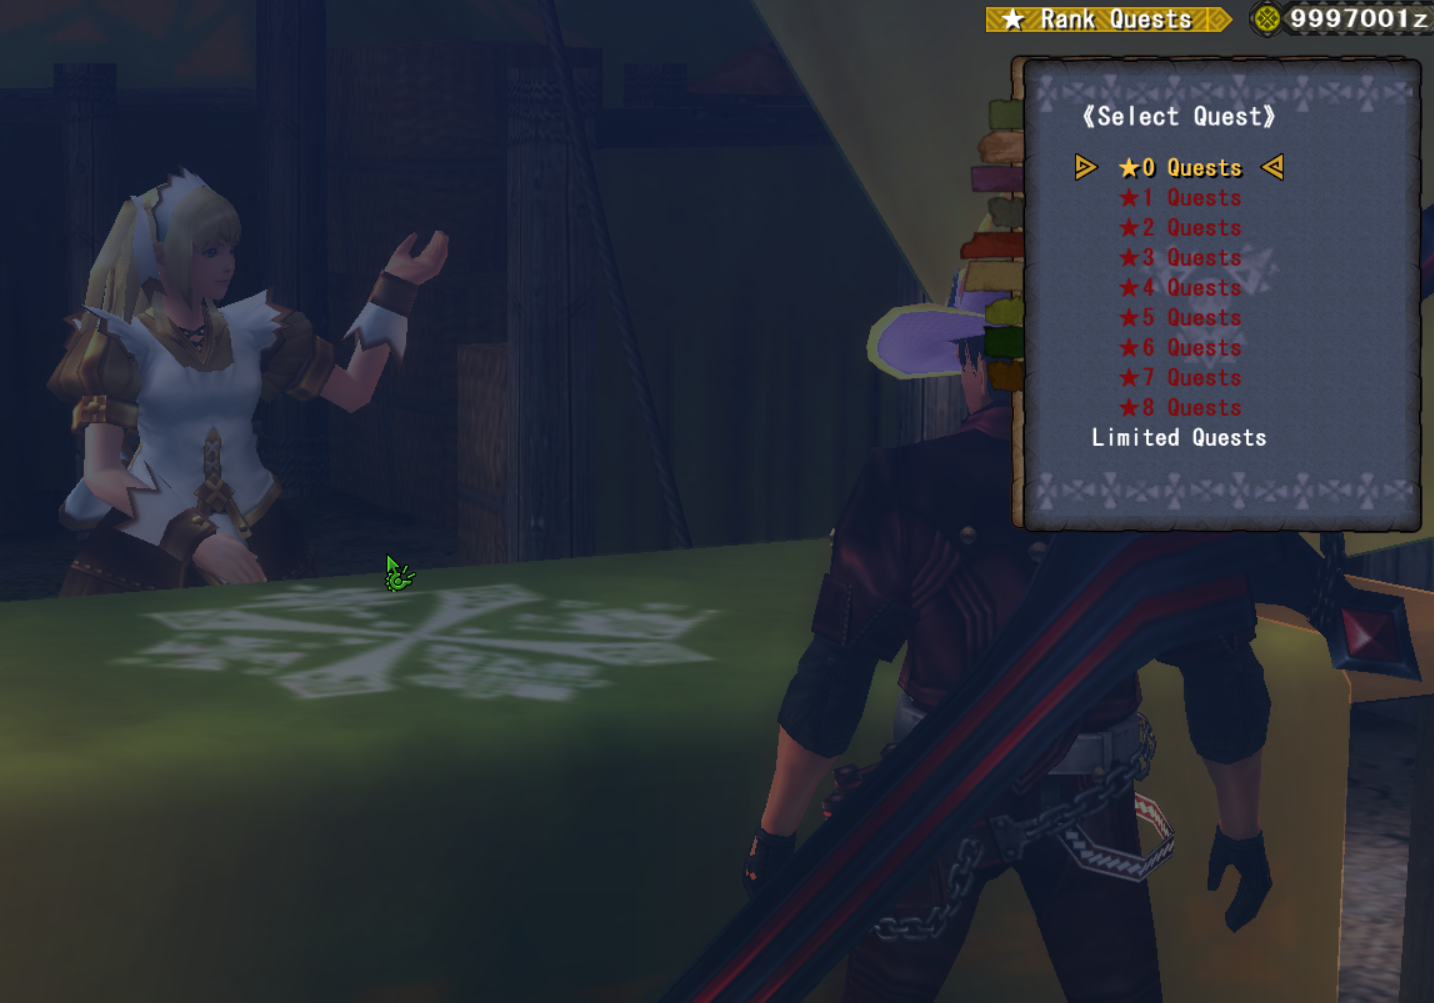 ★ Rank Quests
9997001z
《Select Quest》
★0 Quests
★1 Quests
★2 Quests
★3 Quests
★4 Quests
★5 Quests
★6 Quests
★7 Quests
★8 Quests
Limited Quests